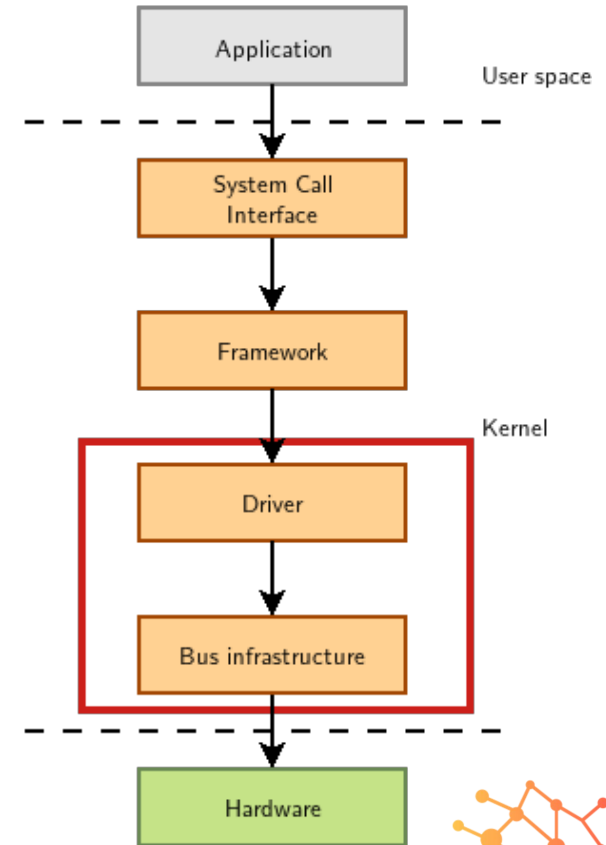 Application
User space
System Call
Interface
Framework
Kernel
Driver
Bus infrastructure
Hardware